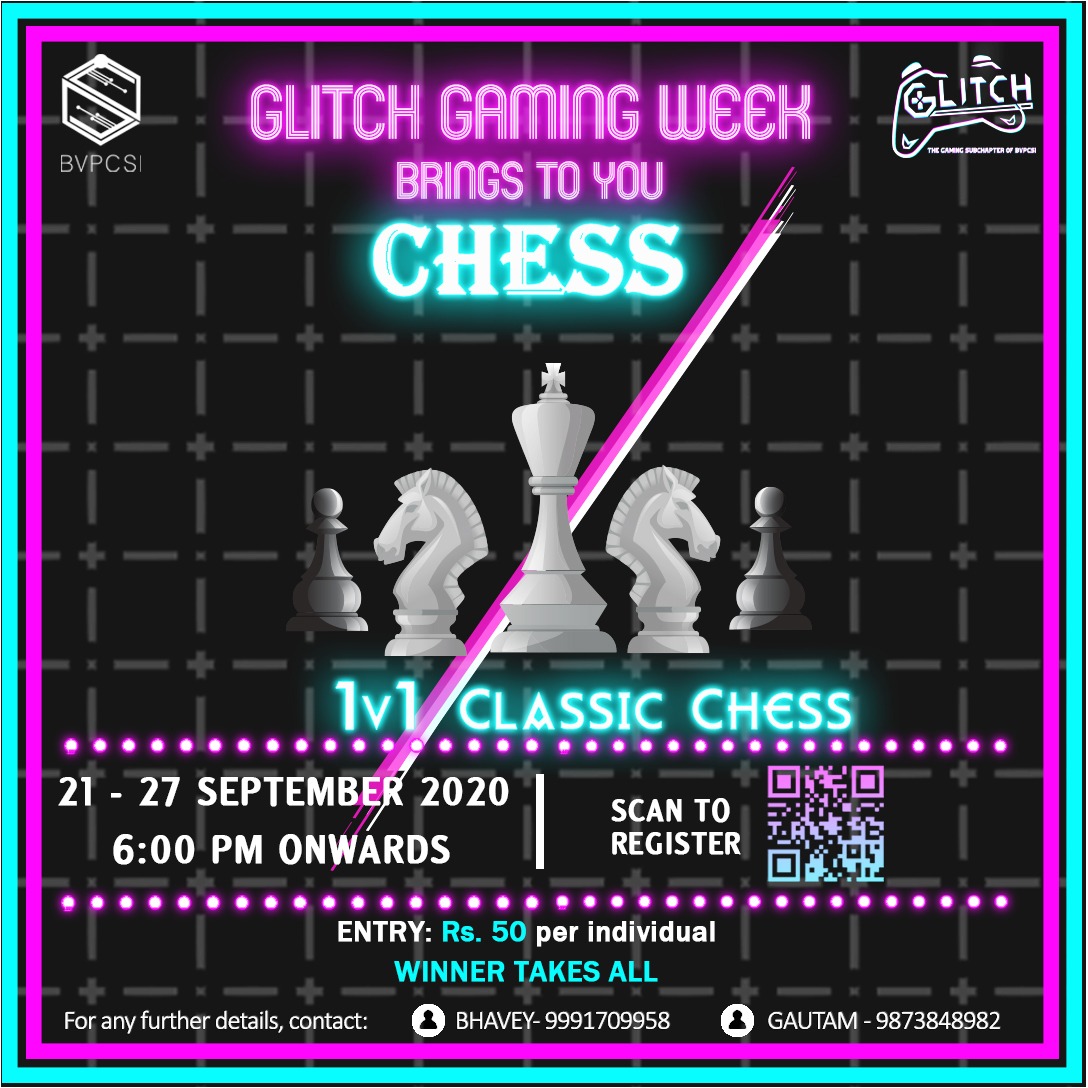 BVPCSI
GLITCH
THE GAMING SUBCHAPTER OF BVPCSI
GLITCH GAMING WEEK
BRINGS TO YOU
CHESS
1v1 CLASSIC CHESS
21 - 27 SEPTEMBER 2020
6:00 PM ONWARDS
SCAN TO
REGISTER
ENTRY: Rs. 50 per individual
WINNER TAKES ALL
For any further details, contact: BHAVEY- 9991709958 GAUTAM - 9873848982